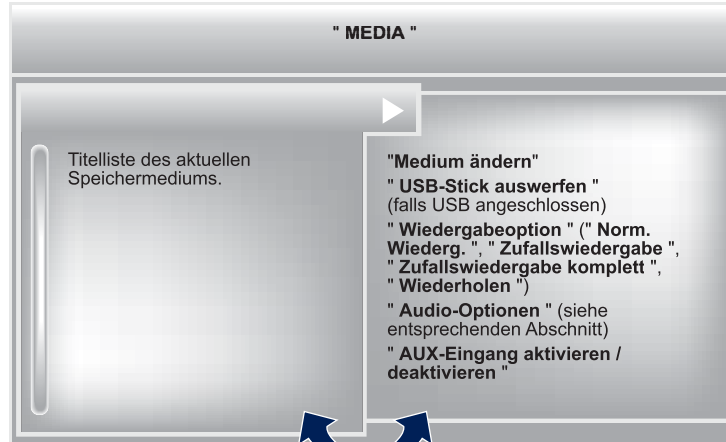 " MEDIA "
Titelliste des aktuellen
Speichermediums.
"Medium ändern"
" USB-Stick auswerfen "
(falls USB angeschlossen)
" Wiedergabeoption " (" Norm.
Wiederg. ", " Zufallswiedergabe ",
" Zufallswiedergabe komplett ",
" Wiederholen ")
" Audio-Optionen " (siehe
entsprechenden Abschnitt)
" AUX-Eingang aktivieren /
deaktivieren "